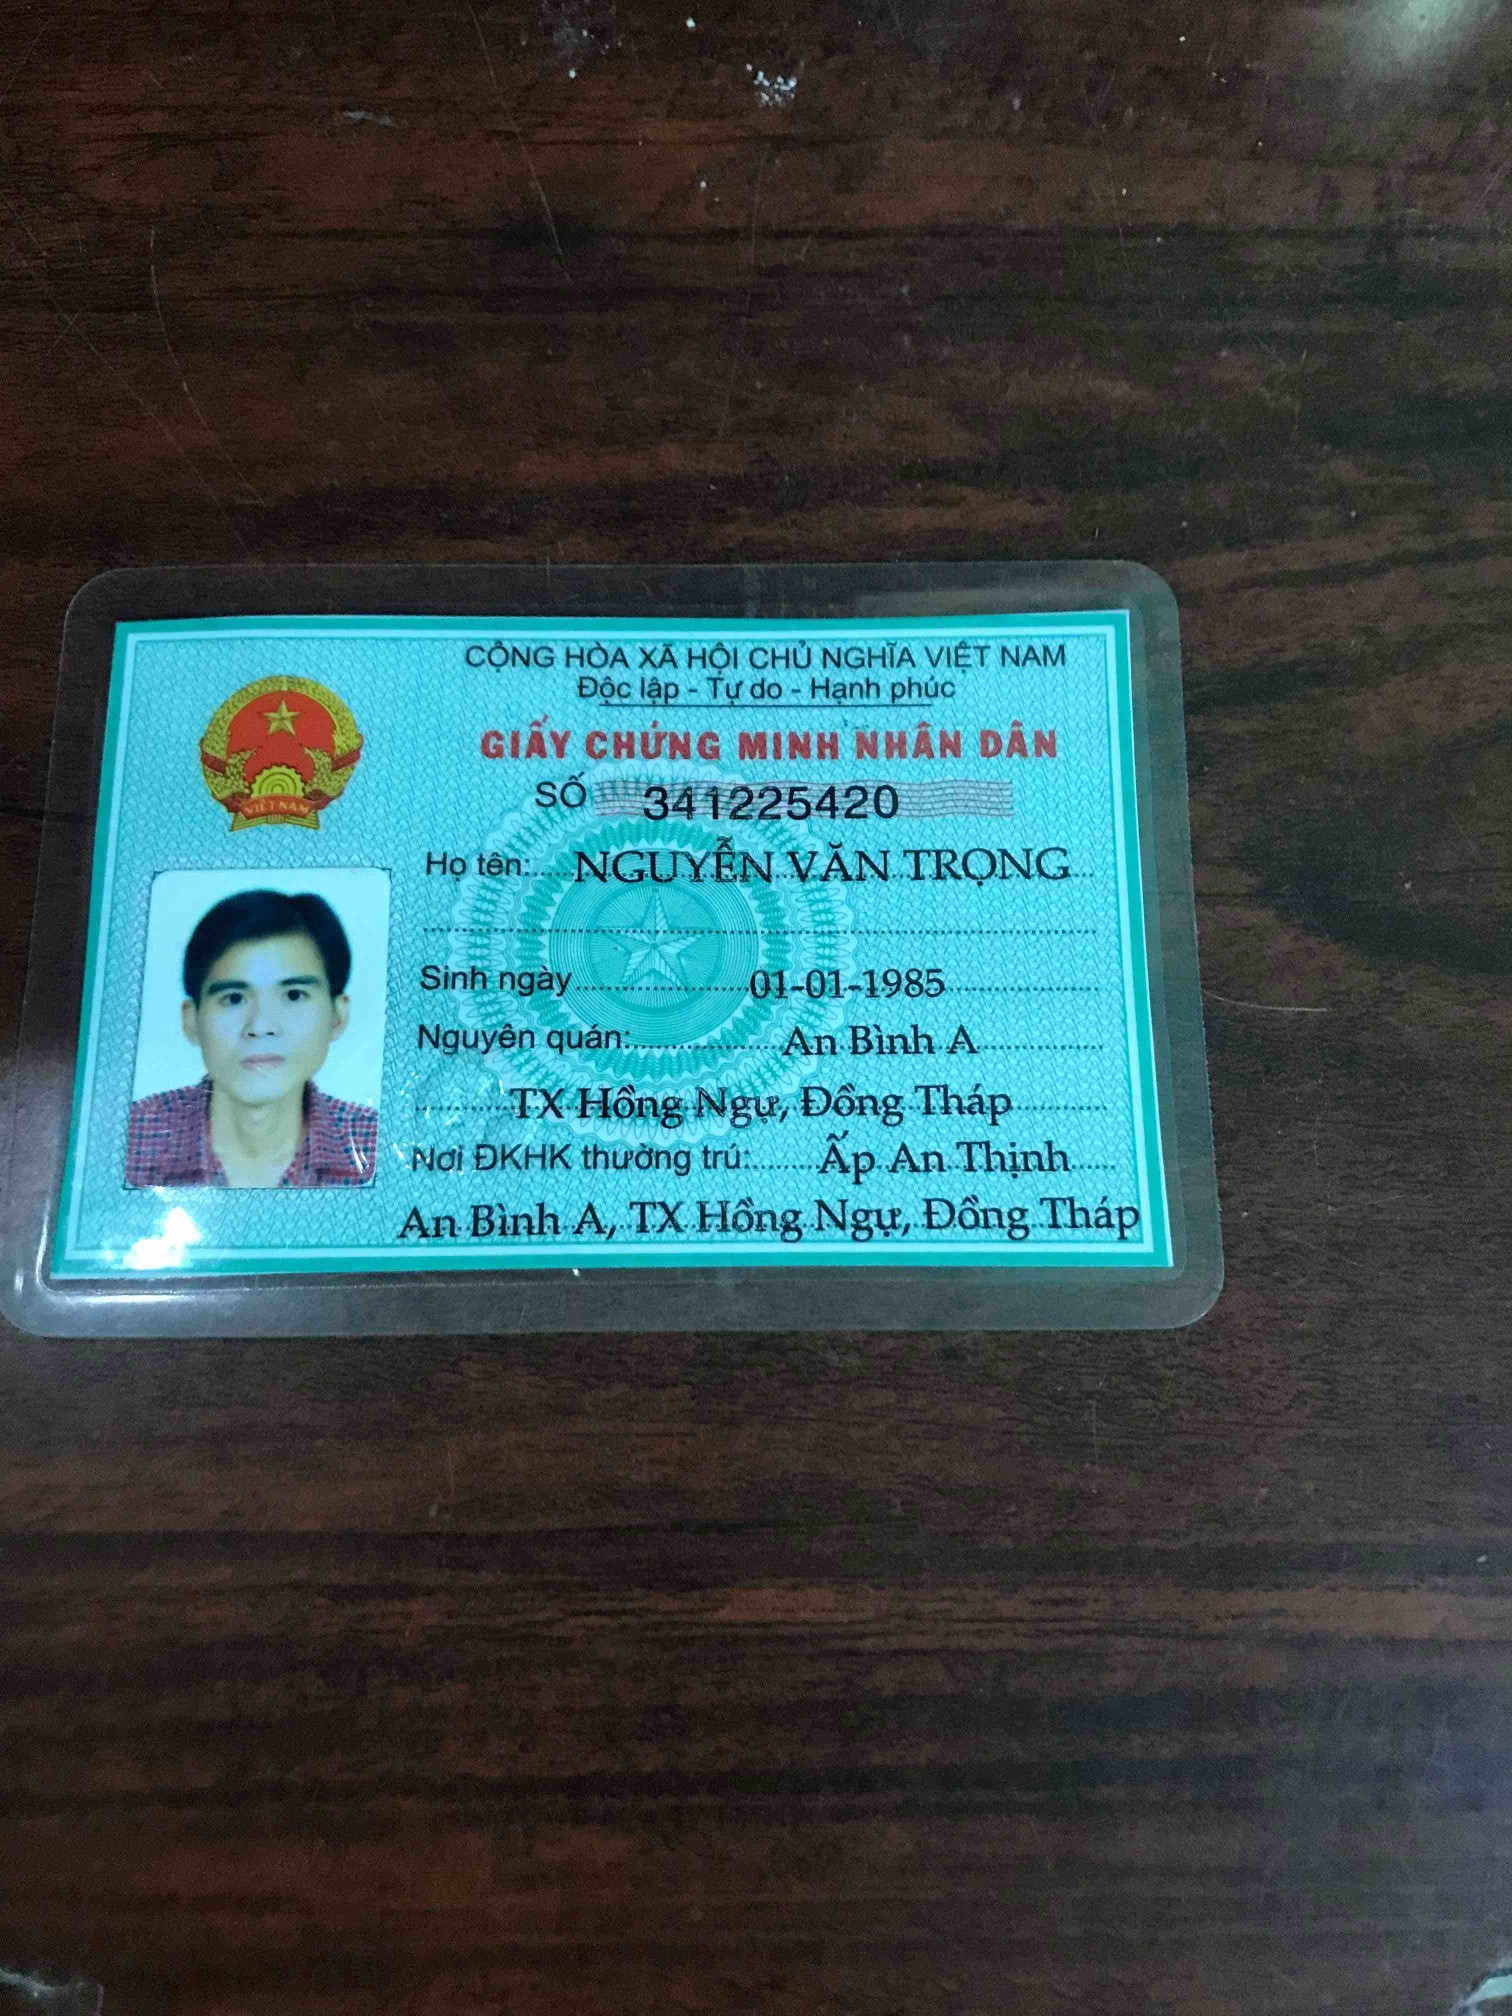 CỘNG HÒA XÃ HỘI CHỦ NGHĨA VIỆT NAM
Độc lập - Tự do - Hạnh phúc
GIẤY CHỨNG MINH NHÂN DÂN
SỐ 341225420
Họ tên: NGUYỄN VĂN TRỌNG
Sinh ngày 01-01-1985
Nguyên quán: An Bình A
TX Hồng Ngự, Đồng Tháp
Nơi ĐKHK thường trú: Ấp An Thịnh
An Bình A, TX Hồng Ngự, Đồng Tháp
VIỆT NAM